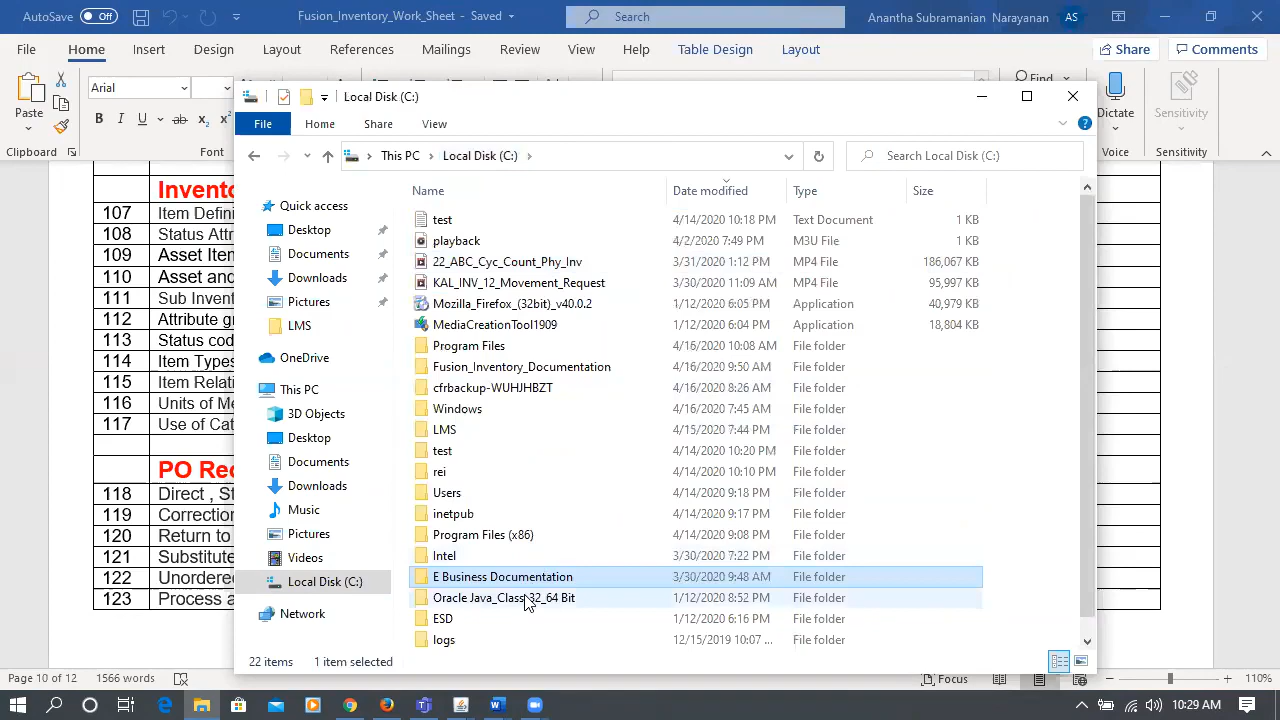 AutoSave Off Fusion_Inventory_Work_Sheet - Saved Search Anantha Subramanian Narayanan AS
File Home Insert Design Layout References Mailings Review View Help Table Design Layout Share Comments
Arial Find
Paste B I U ab x₂ x² Dictate Sensitivity
Clipboard Font Voice Sensitivity
Local Disk (C:)
File Home Share View
This PC Local Disk (C:) Search Local Disk (C:)
Name Date modified Type Size
test 4/14/2020 10:18 PM Text Document 1 KB
playback 4/2/2020 7:49 PM M3U File 1 KB
22_ABC_Cyc_Count_Phy_Inv 3/31/2020 1:12 PM MP4 File 186,067 KB
KAL_INV_12_Movement_Request 3/30/2020 11:09 AM MP4 File 95,997 KB
Mozilla_Firefox_(32bit)_v40.0.2 1/12/2020 6:05 PM Application 40,979 KB
MediaCreationTool1909 1/12/2020 6:04 PM Application 18,804 KB
Program Files 4/16/2020 10:08 AM File folder
Fusion_Inventory_Documentation 4/16/2020 9:50 AM File folder
cfrbackup-WUHJHBZT 4/16/2020 8:26 AM File folder
Windows 4/16/2020 7:45 AM File folder
LMS 4/15/2020 7:44 PM File folder
test 4/14/2020 10:20 PM File folder
rei 4/14/2020 10:10 PM File folder
Users 4/14/2020 9:18 PM File folder
inetpub 4/14/2020 9:17 PM File folder
Program Files (x86) 4/14/2020 9:08 PM File folder
Intel 3/30/2020 7:22 PM File folder
E Business Documentation 3/30/2020 9:48 AM File folder
Oracle Java_Class 32_64 Bit 1/12/2020 8:52 PM File folder
ESD 1/12/2020 6:16 PM File folder
logs 12/15/2019 10:07 ... File folder
Quick access
Desktop
Documents
Downloads
Pictures
LMS
OneDrive
This PC
3D Objects
Desktop
Documents
Downloads
Music
Pictures
Videos
Local Disk (C:)
Network
22 items 1 item selected
Invento
107 Item Defini
108 Status Attr
109 Asset Item
110 Asset and
111 Sub Invent
112 Attribute g
113 Status cod
114 Item Types
115 Item Relati
116 Units of Me
117 Use of Cat
PO Rec
118 Direct , St
119 Correction
120 Return to
121 Substitute
122 Unordere
123 Process a
Page 10 of 12 1566 words Focus 110%
10:29 AM